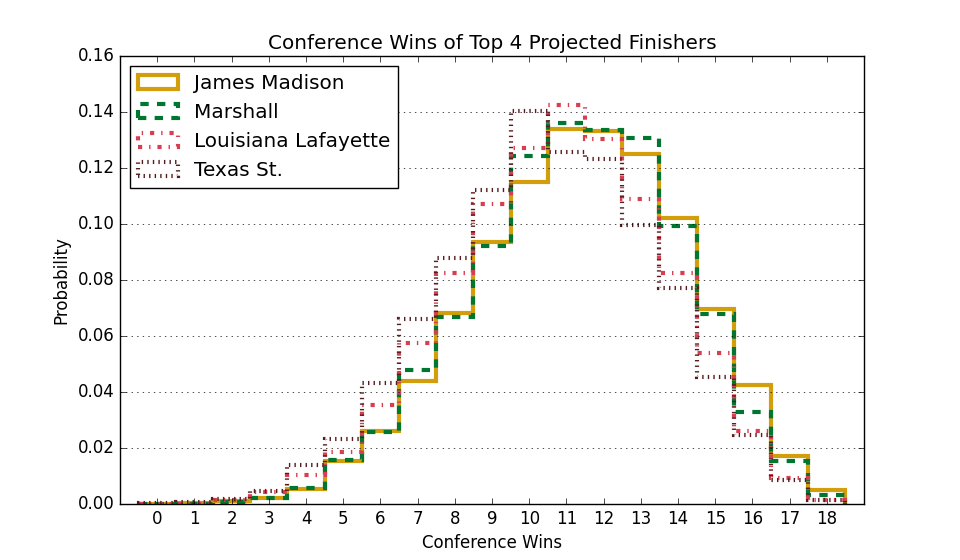 Conference Wins of Top 4 Projected Finishers
0.16
0.14
0.12
0.10
0.08
0.06
0.04
0.02
0.00
Probability
James Madison
Marshall
Louisiana Lafayette
Texas St.
0 1 2 3 4 5 6 7 8 9 10 11 12 13 14 15 16 17 18
Conference Wins